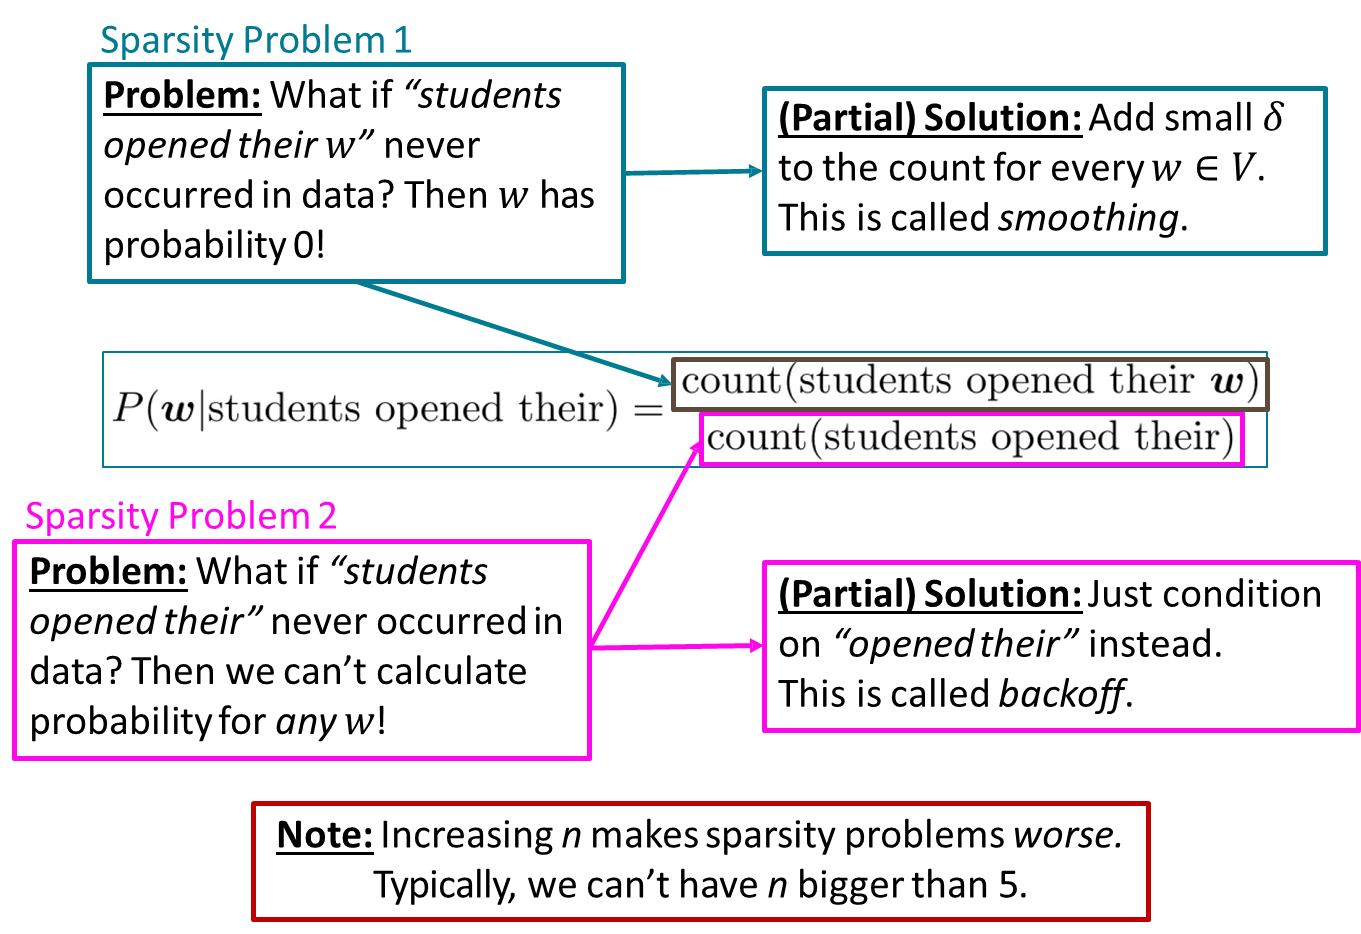 Sparsity Problem 1
Problem: What if “students
opened their w” never
occurred in data? Then w has
probability 0!
(Partial) Solution: Add small δ
to the count for every w ∈ V.
This is called smoothing.
P(w|students opened their) =
count(students opened their w)
count(students opened their)
Sparsity Problem 2
Problem: What if “students
opened their” never occurred in
data? Then we can’t calculate
probability for any w!
(Partial) Solution: Just condition
on “opened their” instead.
This is called backoff.
Note: Increasing n makes sparsity problems worse.
Typically, we can’t have n bigger than 5.